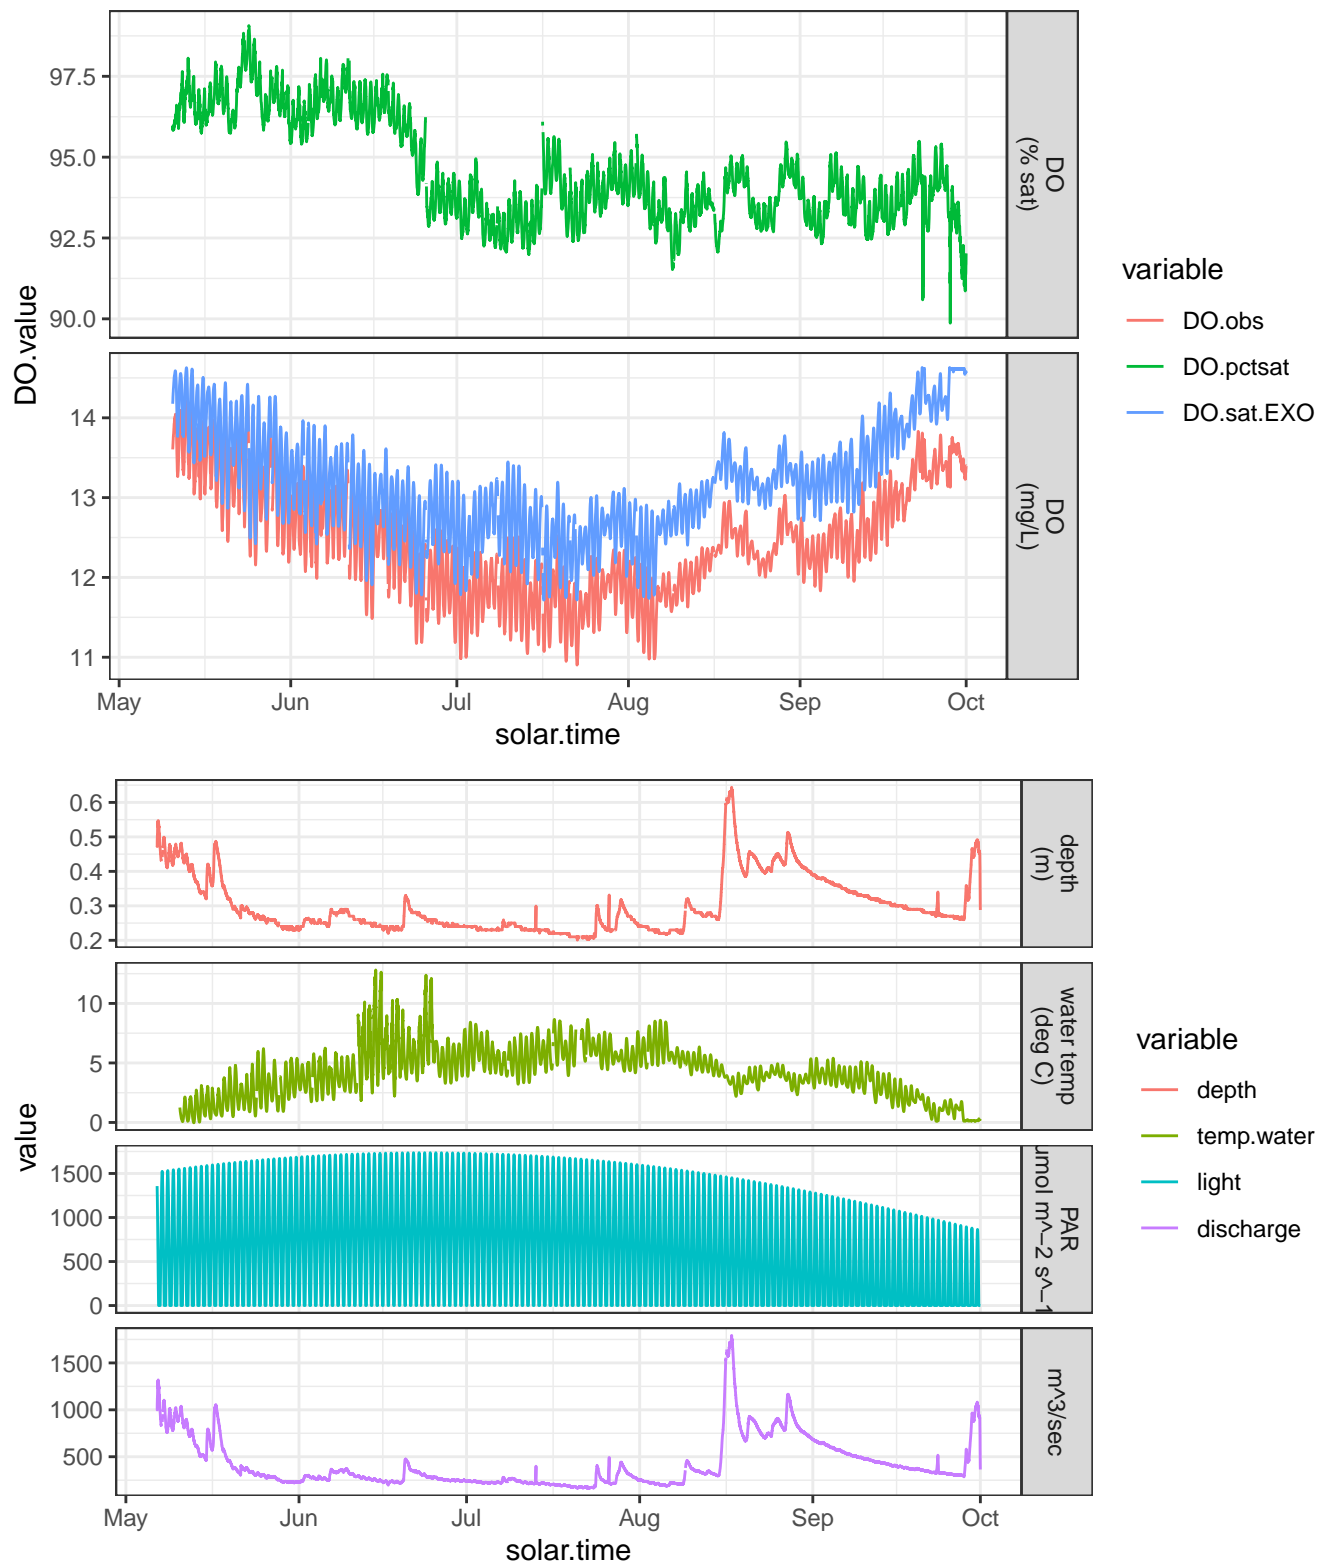 97.5
95.0
92.5
90.0
DO
(% sat)
DO.value
14
13
12
11
DO
(mg/L)
May Jun Jul Aug Sep Oct
solar.time
variable
DO.obs
DO.pctsat
DO.sat.EXO
0.6
0.5
0.4
0.3
0.2
depth
(m)
10
5
0
water temp
(deg C)
value
1500
1000
500
0
PAR
umol m^−2 s^−1
1500
1000
500
m^3/sec
May Jun Jul Aug Sep Oct
solar.time
variable
depth
temp.water
light
discharge